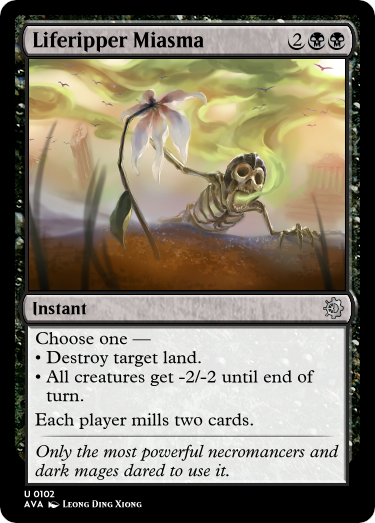 Liferipper Miasma 2
Instant
Choose one —
• Destroy target land.
• All creatures get -2/-2 until end of
turn.
Each player mills two cards.
Only the most powerful necromancers and
dark mages dared to use it.
U 0102
AVA Leong Ding Xiong